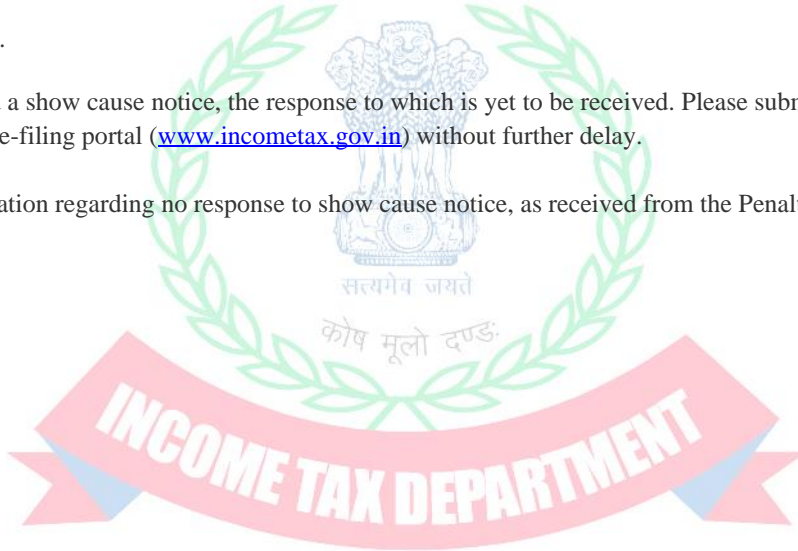 .
a show cause notice, the response to which is yet to be received. Please subm
e-filing portal (www.incometax.gov.in) without further delay.
ation regarding no response to show cause notice, as received from the Penal
सत्यमेव जयते
कोष मूलो दण्डः
INCOME TAX DEPARTMENT